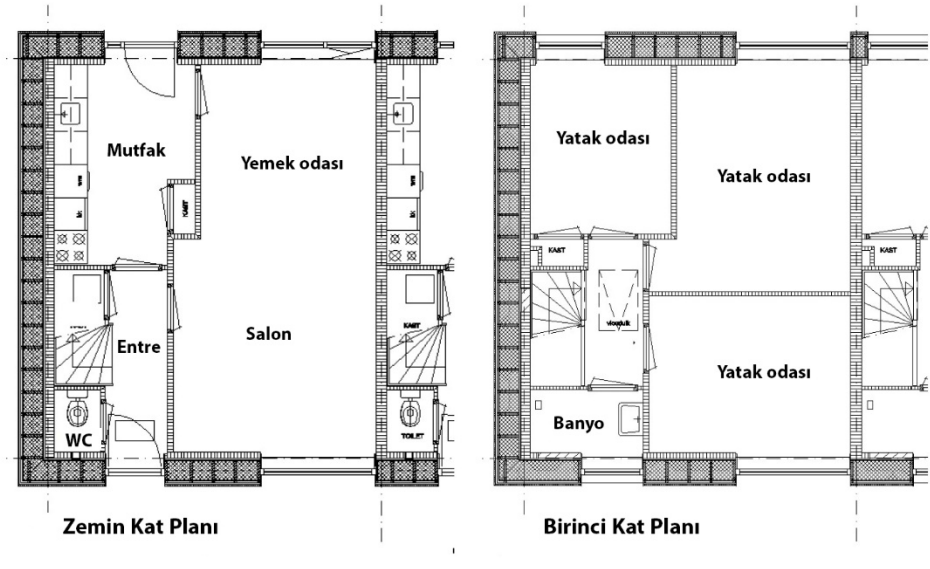 Mutfak
Yemek odası
KAST
Entre
Salon
KAST
WC
TOILET
Zemin Kat Planı
Yatak odası
Yatak odası
KAST
KAST
Yatak odası
Banyo
Birinci Kat Planı